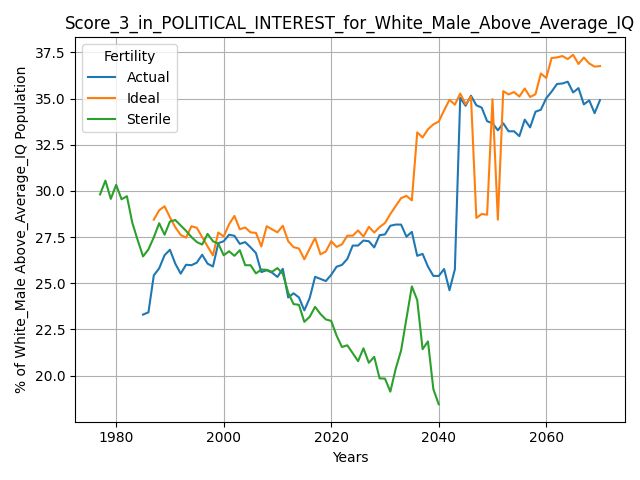 Score_3_in_POLITICAL_INTEREST_for_White_Male_Above_Average_IQ
Fertility
Actual
Ideal
Sterile
% of White_Male Above_Average_IQ Population
37.5
35.0
32.5
30.0
27.5
25.0
22.5
20.0
1980
2000
2020
2040
2060
Years